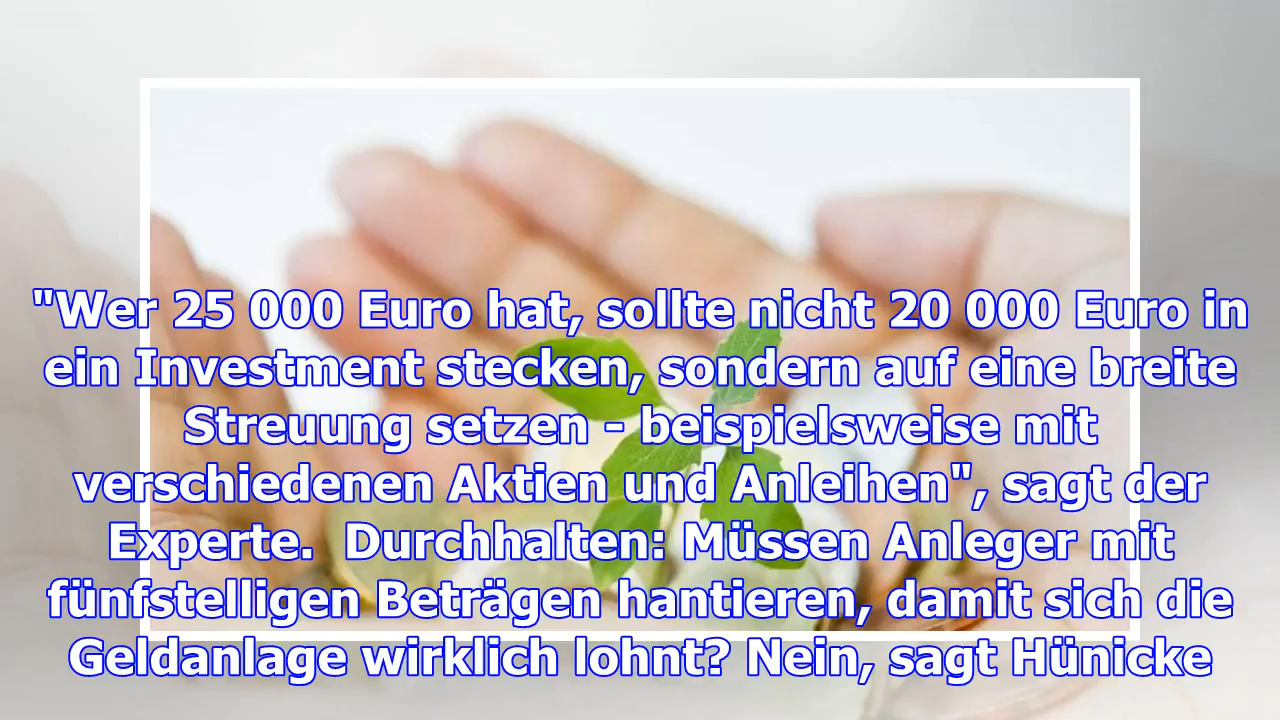 "Wer 25 000 Euro hat, sollte nicht 20 000 Euro in
ein Investment stecken, sondern auf eine breite
Streuung setzen - beispielsweise mit
verschiedenen Aktien und Anleihen", sagt der
Experte.  Durchhalten: Müssen Anleger mit
fünfstelligen Beträgen hantieren, damit sich die
Geldanlage wirklich lohnt? Nein, sagt Hünicke